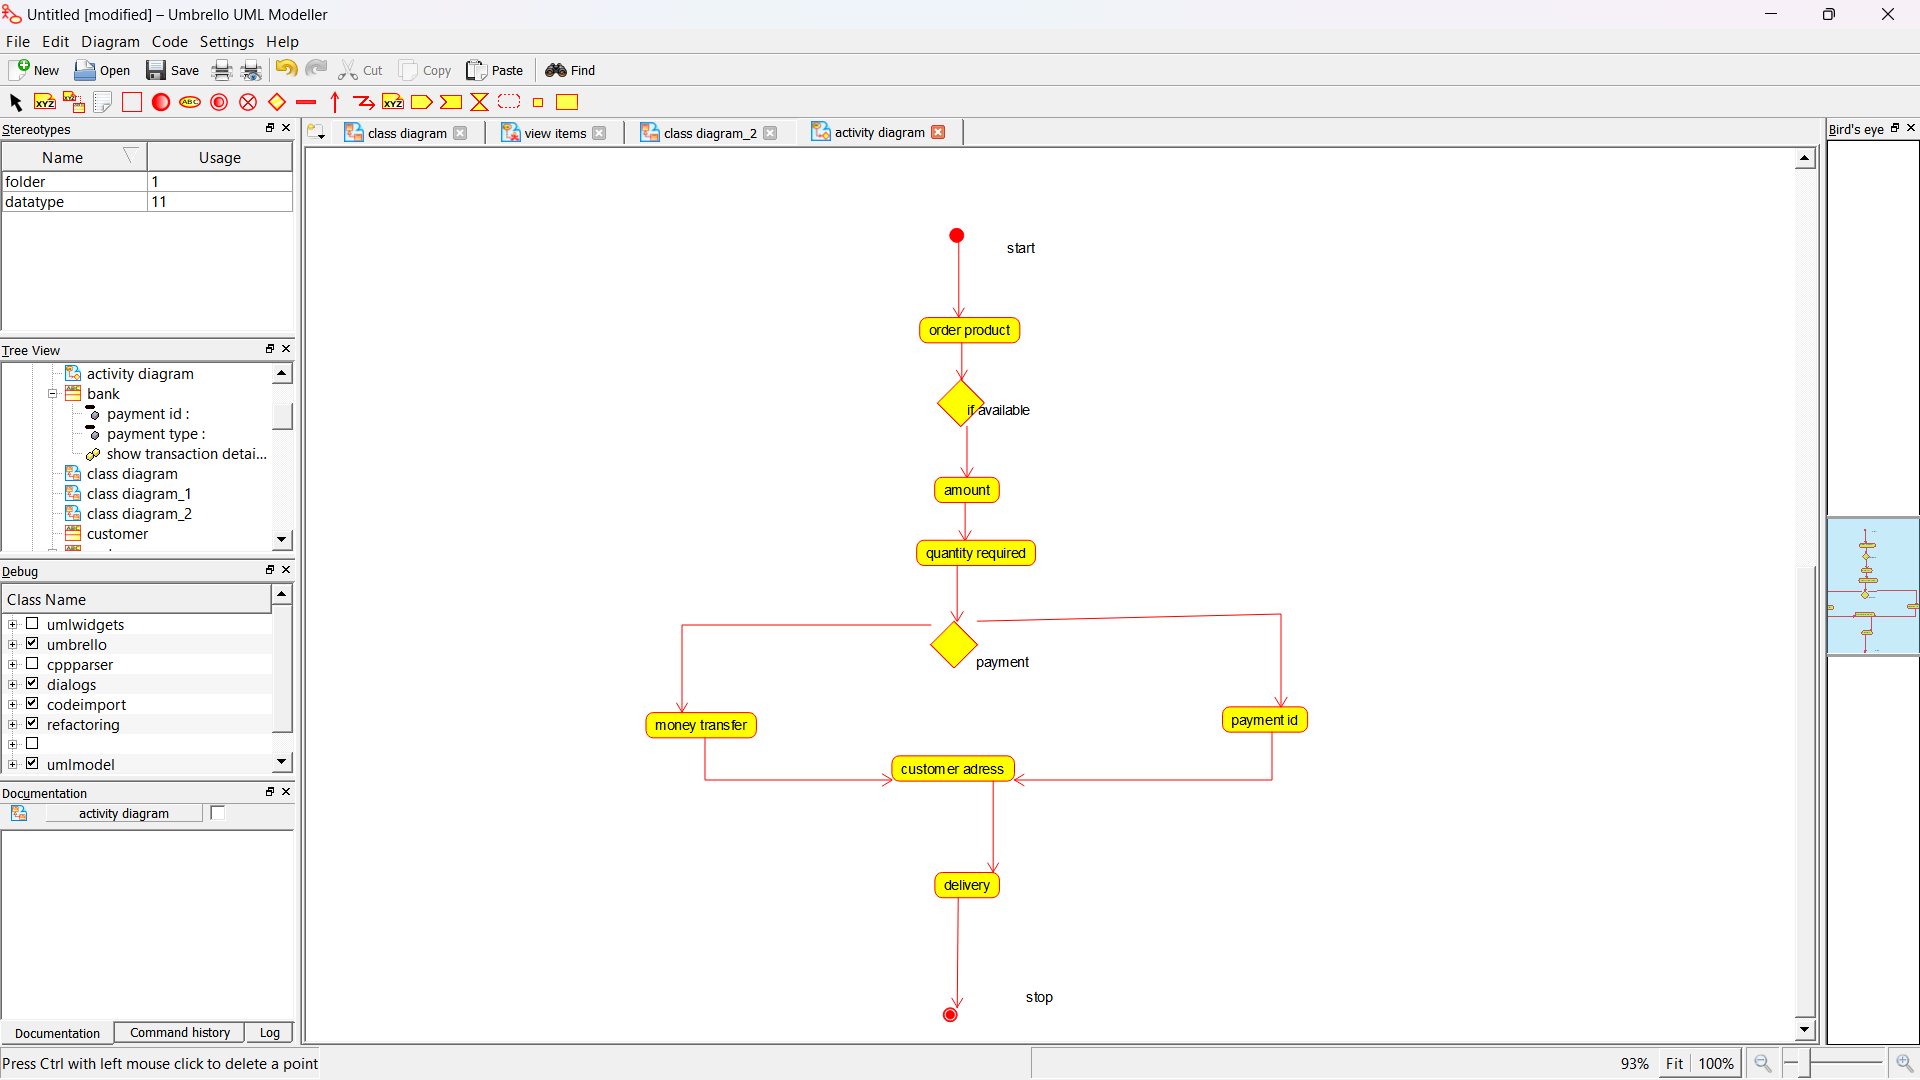 Untitled [modified] – Umbrello UML Modeller
File Edit Diagram Code Settings Help
New Open Save Cut Copy Paste Find
XYZ XYZ ABC XYZ
Stereotypes
Name Usage
folder 1
datatype 11
Tree View
activity diagram
bank
payment id :
payment type :
show transaction detai...
class diagram
class diagram_1
class diagram_2
customer
Debug
Class Name
umlwidgets
umbrello
cppparser
dialogs
codeimport
refactoring
umlmodel
Documentation
activity diagram
Documentation Command history Log
class diagram view items class diagram_2 activity diagram
start
order product
if available
amount
quantity required
payment
money transfer
payment id
customer adress
delivery
stop
Bird's eye
Press Ctrl with left mouse click to delete a point
93% Fit 100%